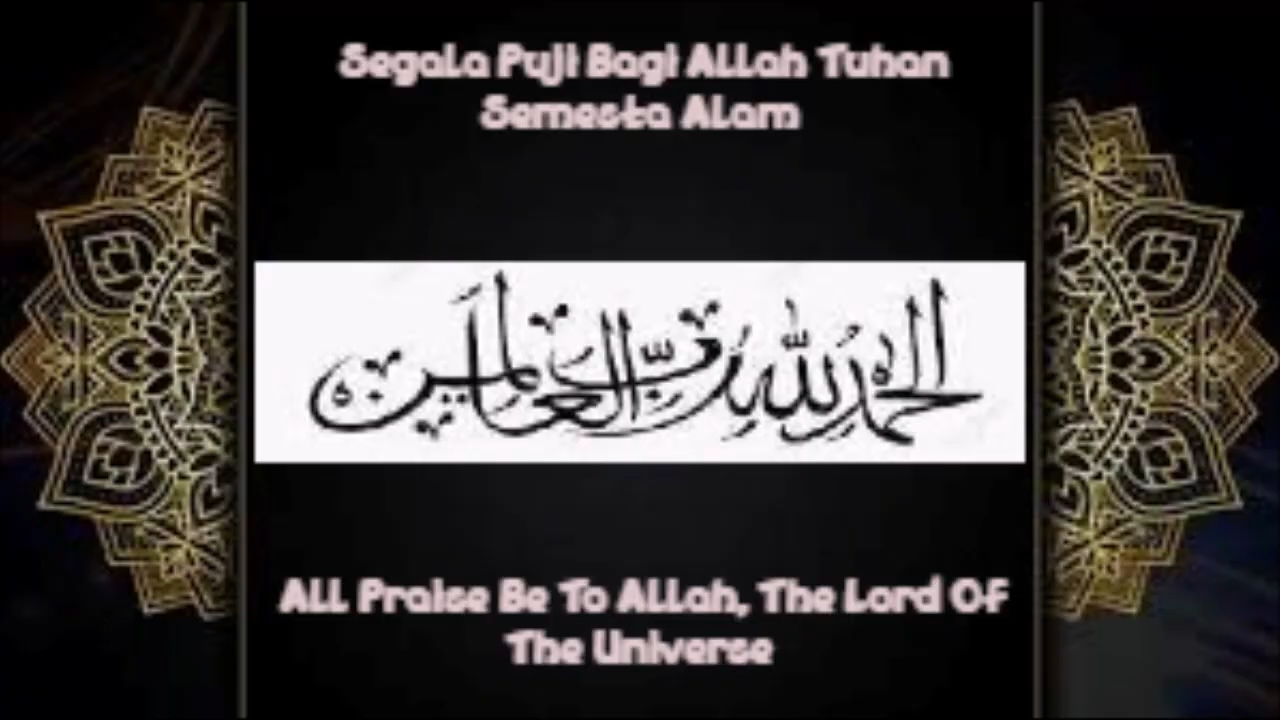 Segala Puji Bagi Allah Tuhan
Semesta Alam
الحمد لله رب العالمين
All Praise Be To Allah, The Lord Of
The Universe